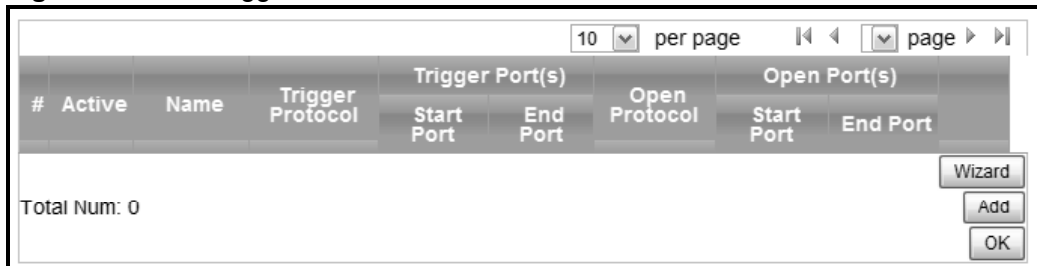 10 per page page
Trigger Port(s) Open Port(s)
# Active Name Trigger Protocol Start Port End Port Open Protocol Start Port End Port
Wizard
Total Num: 0 Add
OK